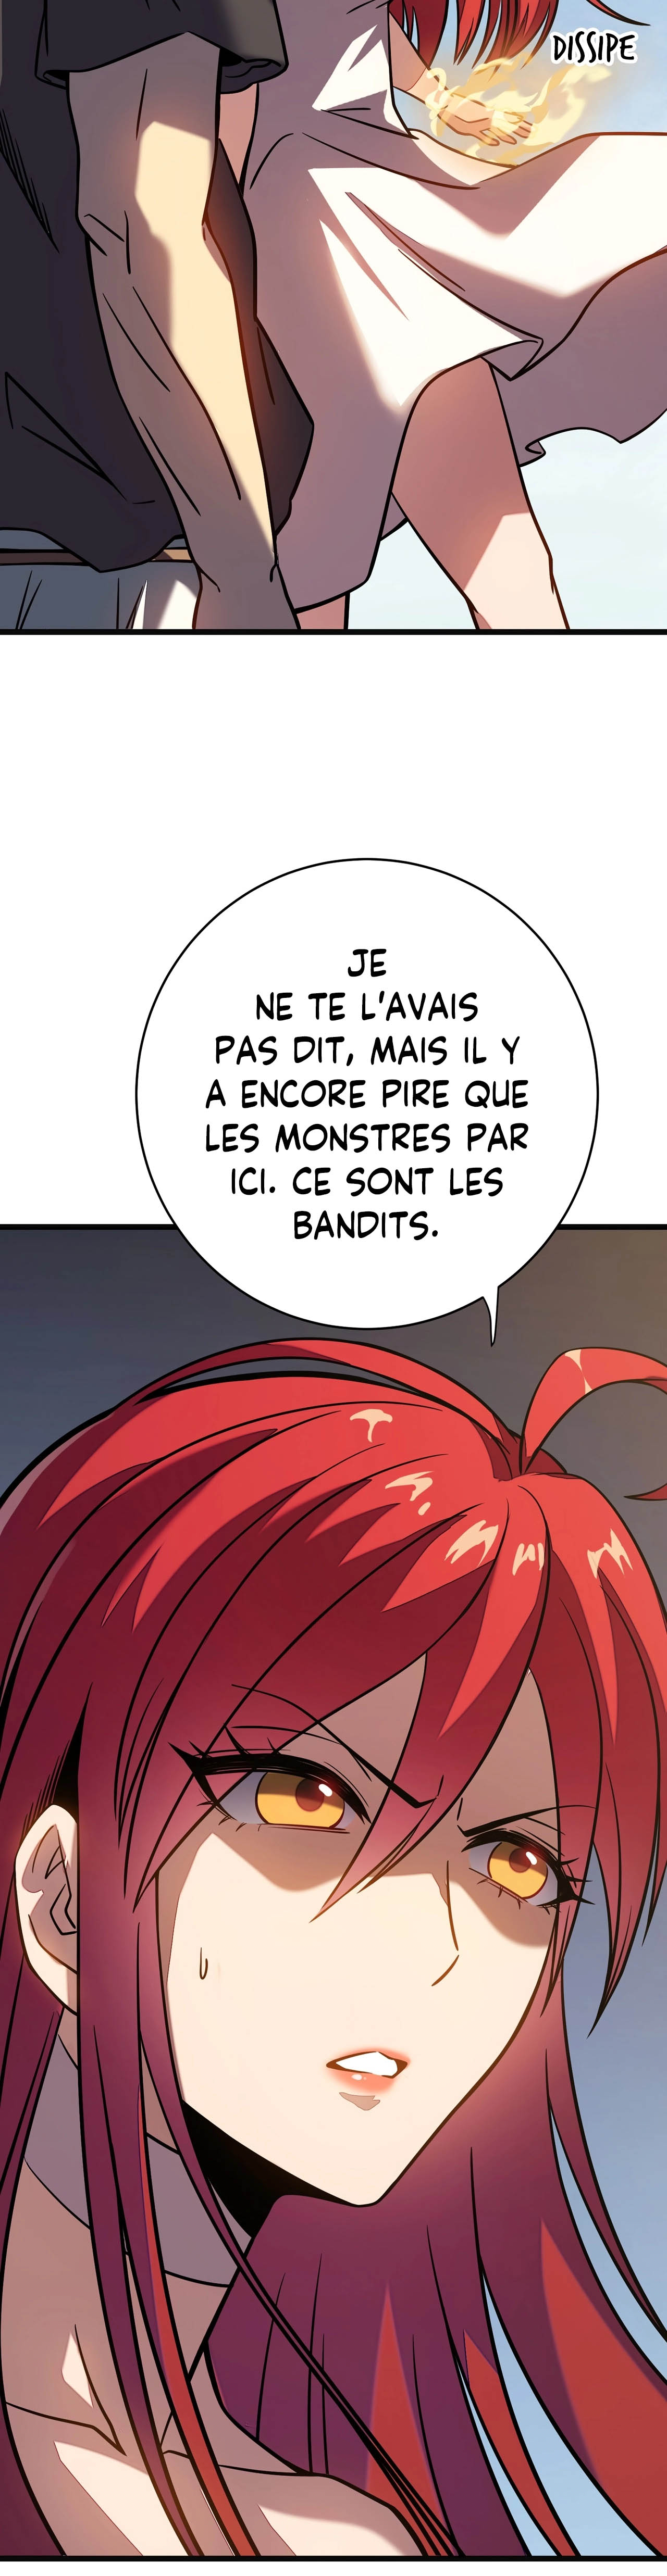 DISSIPE
JE
NE TE L'AVAIS
PAS DIT, MAIS IL Y
A ENCORE PIRE QUE
LES MONSTRES PAR
ICI. CE SONT LES
BANDITS.